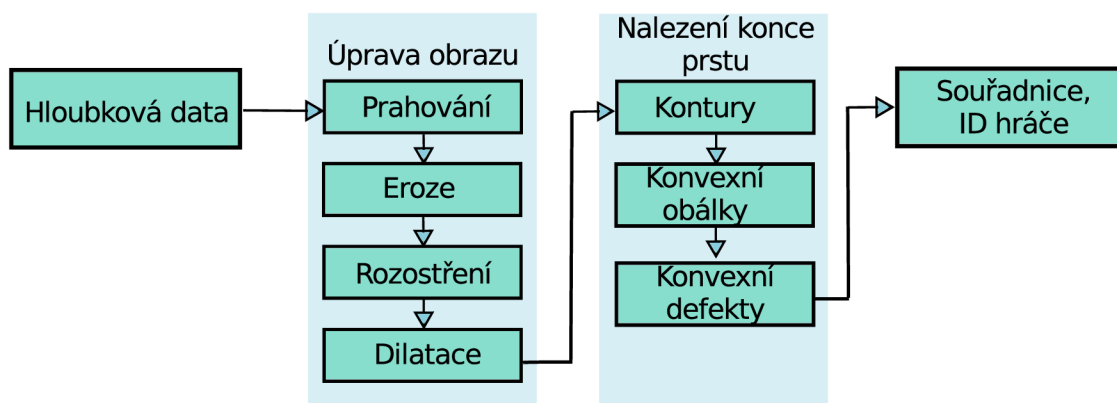 Hloubková data
Úprava obrazu
Prahování
Eroze
Rozostření
Dilatace
Nalezení konce
prstu
Kontury
Konvexní
obálky
Konvexní
defekty
Souřadnice,
ID hráče